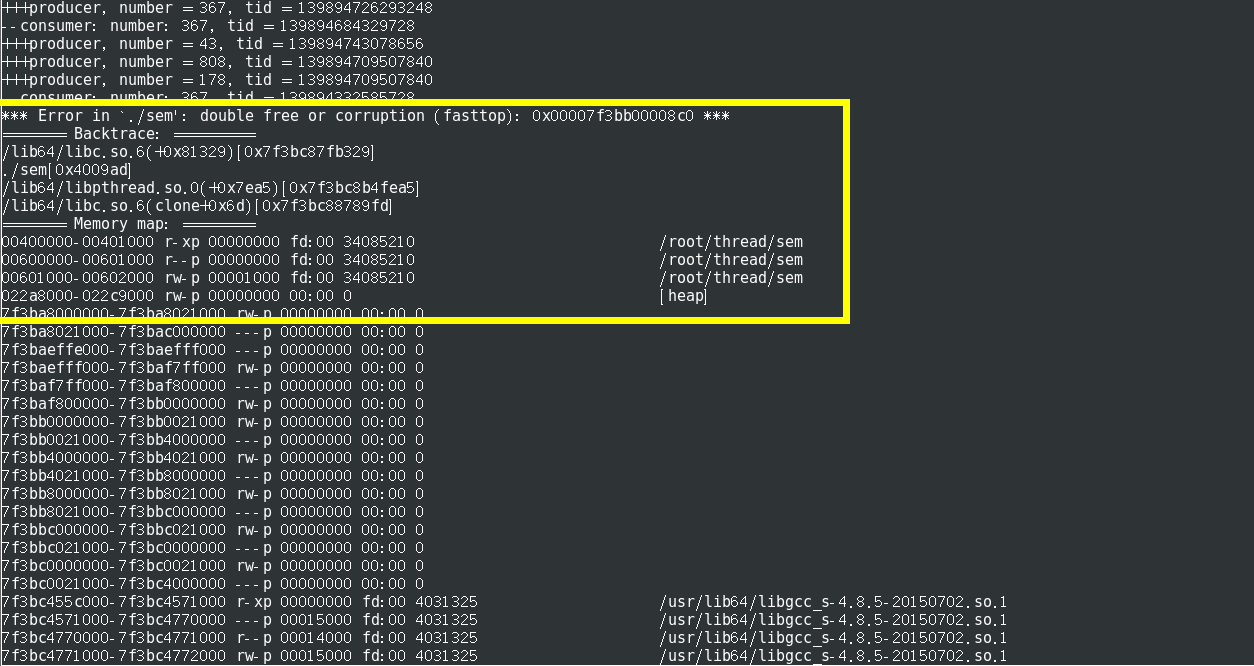 +++producer, number = 367, tid = 139894726293248
--consumer: number: 367, tid = 139894684329728
+++producer, number = 43, tid = 139894743078656
+++producer, number = 808, tid = 139894709507840
+++producer, number = 178, tid = 139894709507840
--consumer: number: 367, tid = 139894332585728
*** Error in `./sem': double free or corruption (fasttop): 0x00007f3bb00008c0 ***
======= Backtrace: =========
/lib64/libc.so.6(+0x81329)[0x7f3bc87fb329]
./sem[0x4009ad]
/lib64/libpthread.so.0(+0x7ea5)[0x7f3bc8b4fea5]
/lib64/libc.so.6(clone+0x6d)[0x7f3bc88789fd]
======= Memory map: ========
00400000-00401000 r-xp 00000000 fd:00 34085210 /root/thread/sem
00600000-00601000 r--p 00000000 fd:00 34085210 /root/thread/sem
00601000-00602000 rw-p 00001000 fd:00 34085210 /root/thread/sem
022a8000-022c9000 rw-p 00000000 00:00 0 [heap]
7f3ba8000000-7f3ba8021000 rw-p 00000000 00:00 0
7f3ba8021000-7f3bac000000 ---p 00000000 00:00 0
7f3baeffe000-7f3baefff000 ---p 00000000 00:00 0
7f3baefff000-7f3baf7ff000 rw-p 00000000 00:00 0
7f3baf7ff000-7f3baf800000 ---p 00000000 00:00 0
7f3baf800000-7f3bb0000000 rw-p 00000000 00:00 0
7f3bb0000000-7f3bb0021000 rw-p 00000000 00:00 0
7f3bb0021000-7f3bb4000000 ---p 00000000 00:00 0
7f3bb4000000-7f3bb4021000 rw-p 00000000 00:00 0
7f3bb4021000-7f3bb8000000 ---p 00000000 00:00 0
7f3bb8000000-7f3bb8021000 rw-p 00000000 00:00 0
7f3bb8021000-7f3bbc000000 ---p 00000000 00:00 0
7f3bbc000000-7f3bbc021000 rw-p 00000000 00:00 0
7f3bbc021000-7f3bc0000000 ---p 00000000 00:00 0
7f3bc0000000-7f3bc0021000 rw-p 00000000 00:00 0
7f3bc0021000-7f3bc4000000 ---p 00000000 00:00 0
7f3bc455c000-7f3bc4571000 r-xp 00000000 fd:00 4031325 /usr/lib64/libgcc_s-4.8.5-20150702.so.1
7f3bc4571000-7f3bc4770000 ---p 00015000 fd:00 4031325 /usr/lib64/libgcc_s-4.8.5-20150702.so.1
7f3bc4770000-7f3bc4771000 r--p 00014000 fd:00 4031325 /usr/lib64/libgcc_s-4.8.5-20150702.so.1
7f3bc4771000-7f3bc4772000 rw-p 00015000 fd:00 4031325 /usr/lib64/libgcc_s-4.8.5-20150702.so.1